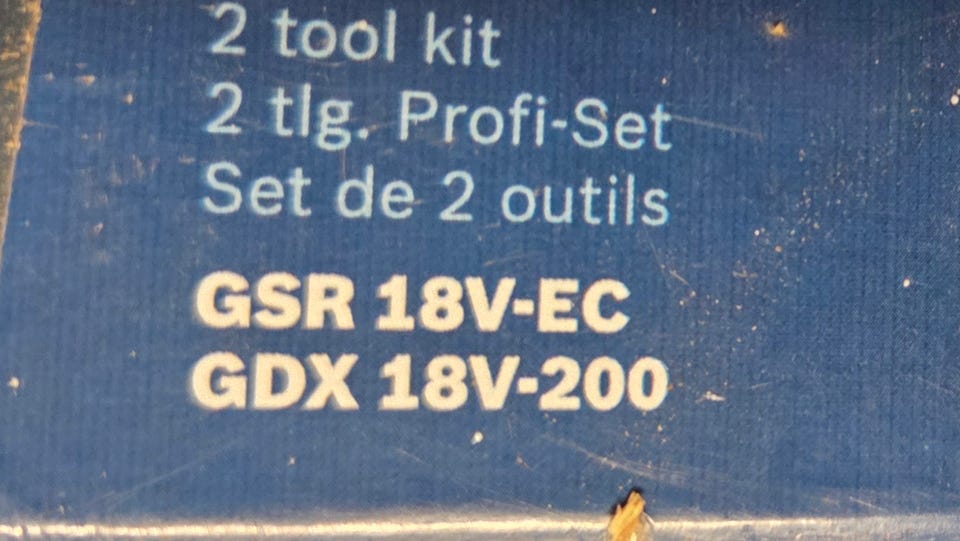 2 tool kit
2 tlg. Profi-Set
Set de 2 outils
GSR 18V-EC
GDX 18V-200